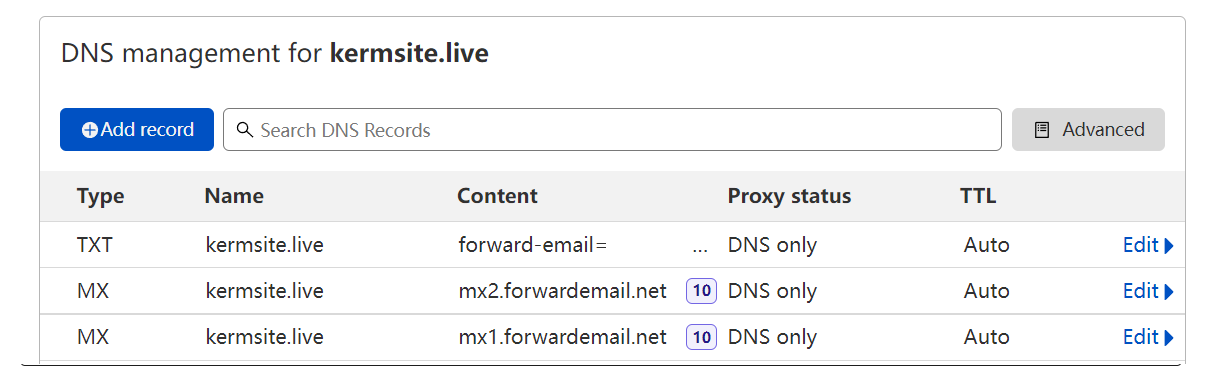 DNS management for kermsite.live
Add record Search DNS Records Advanced
Type Name Content Proxy status TTL
TXT kermsite.live forward-email= ... DNS only Auto Edit
MX kermsite.live mx2.forwardemail.net 10 DNS only Auto Edit
MX kermsite.live mx1.forwardemail.net 10 DNS only Auto Edit